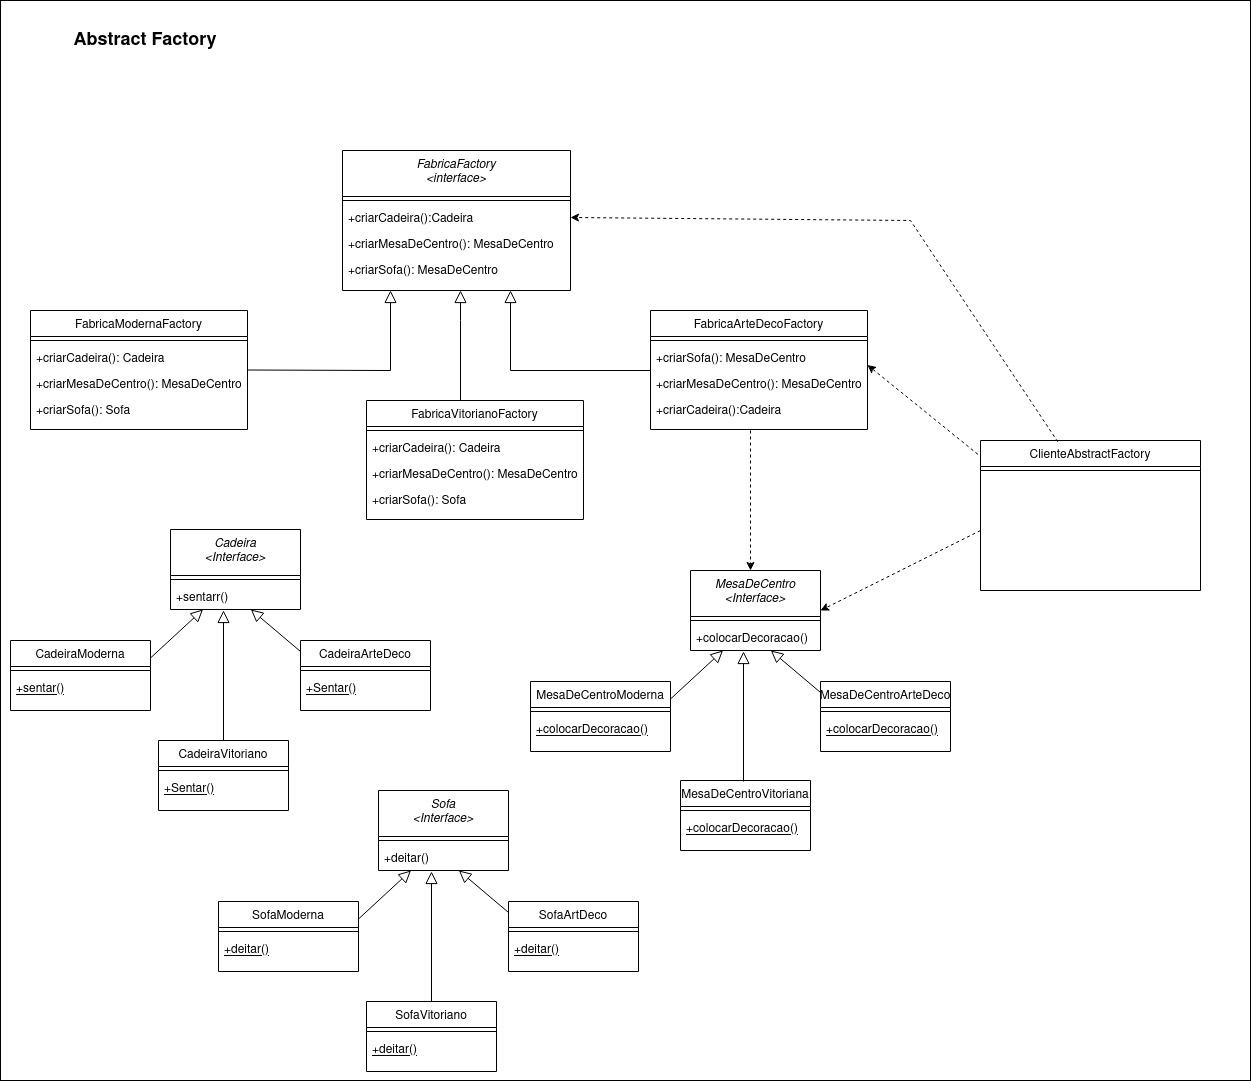 Abstract Factory
FabricaFactory
<interface>
+criarCadeira():Cadeira
+criarMesaDeCentro(): MesaDeCentro
+criarSofa(): MesaDeCentro
FabricaModernaFactory
+criarCadeira(): Cadeira
+criarMesaDeCentro(): MesaDeCentro
+criarSofa(): Sofa
FabricaArteDecoFactory
+criarSofa(): MesaDeCentro
+criarMesaDeCentro(): MesaDeCentro
+criarCadeira():Cadeira
FabricaVitorianoFactory
+criarCadeira(): Cadeira
+criarMesaDeCentro(): MesaDeCentro
+criarSofa(): Sofa
ClienteAbstractFactory
Cadeira
<Interface>
+sentarr()
MesaDeCentro
<Interface>
+colocarDecoracao()
CadeiraModerna
+sentar()
CadeiraArteDeco
+Sentar()
MesaDeCentroModerna
+colocarDecoracao()
MesaDeCentroArteDeco
+colocarDecoracao()
CadeiraVitoriano
+Sentar()
MesaDeCentroVitoriana
+colocarDecoracao()
Sofa
<Interface>
+deitar()
SofaModerna
+deitar()
SofaArtDeco
+deitar()
SofaVitoriano
+deitar()